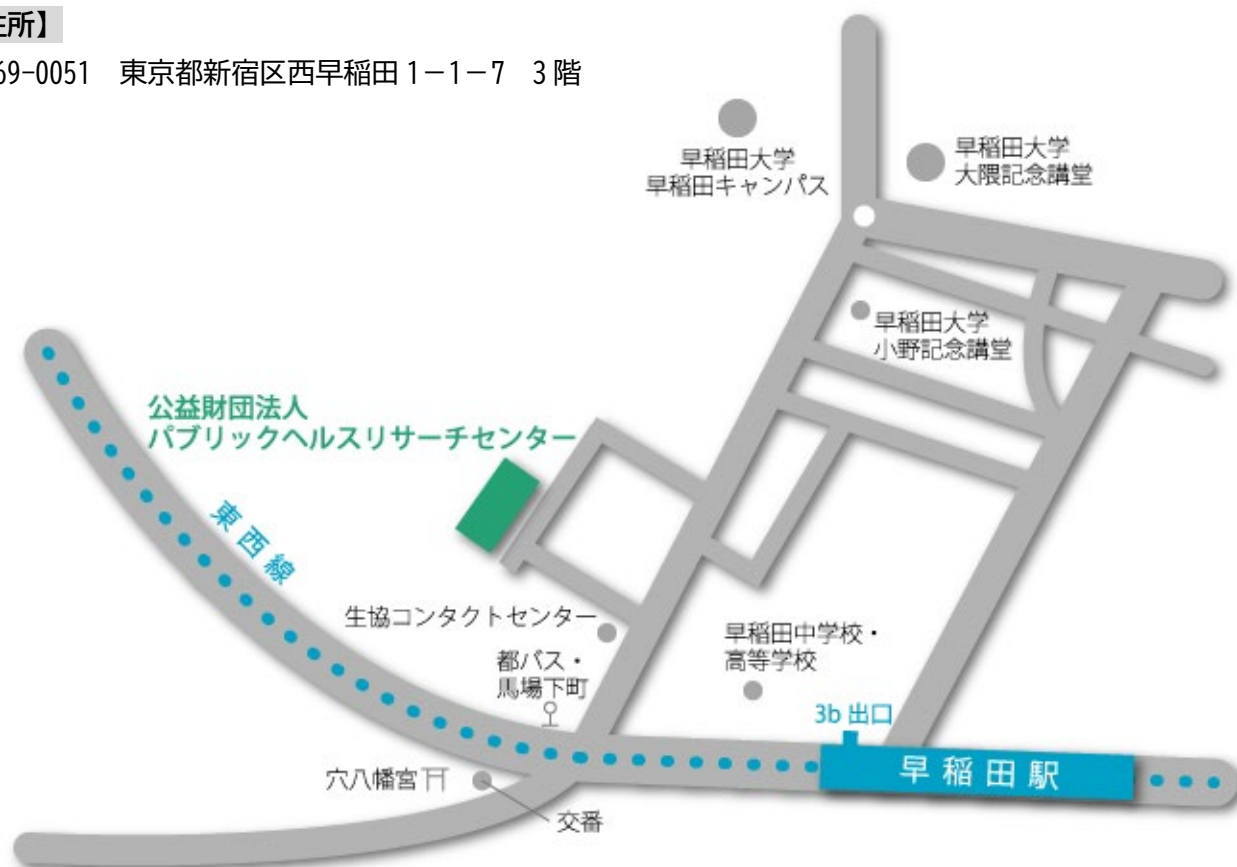 所】
69-0051　東京都新宿区西早稲田1－1－7　3階
早稲田大学
早稲田キャンパス
早稲田大学
大隈記念講堂
早稲田大学
小野記念講堂
公益財団法人
パブリックヘルスリサーチセンター
東西線
生協コンタクトセンター
都バス・
馬場下町
早稲田中学校・
高等学校
3b 出口
早稲田駅
穴八幡宮
交番